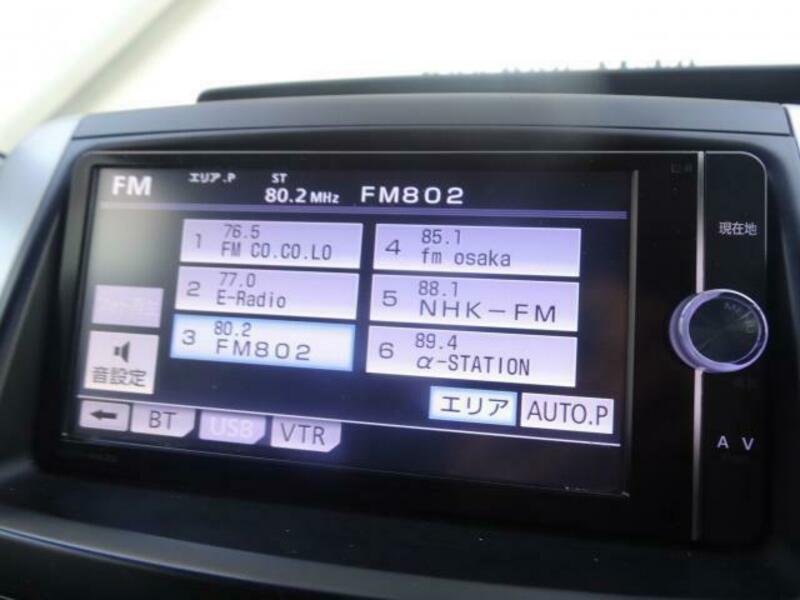 FM エリア.P ST 80.2 MHz FM802
1 76.5 FM CO.CO.LO
2 77.0 E-Radio
3 80.2 FM802
4 85.1 fm osaka
5 88.1 NHK-FM
6 89.4 α-STATION
音設定
エリア AUTO.P
BT USB VTR
現在地
A V